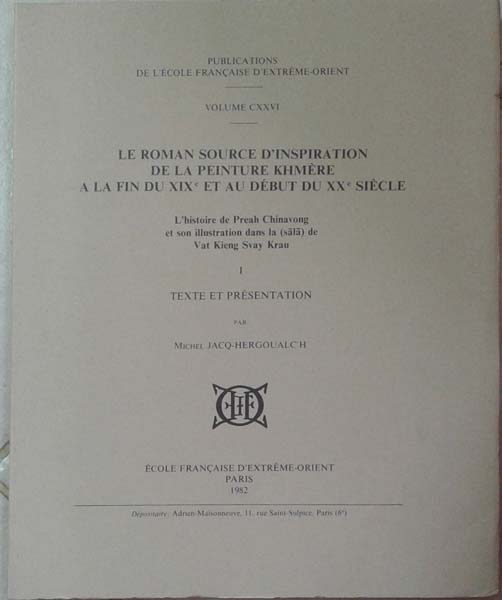 PUBLICATIONS
DE L'ÉCOLE FRANÇAISE D'EXTRÊME-ORIENT
VOLUME CXXVI
LE ROMAN SOURCE D'INSPIRATION
DE LA PEINTURE KHMÈRE
A LA FIN DU XIXe ET AU DÉBUT DU XXe SIÈCLE
L'histoire de Preah Chinavong
et son illustration dans la (sālā) de
Vat Kieng Svay Krau
I
TEXTE ET PRÉSENTATION
PAR
MICHEL JACQ-HERGOUALC'H
EFEO
ÉCOLE FRANÇAISE D'EXTRÊME-ORIENT
PARIS
1982
Dépositaire: Adrien-Maisonneuve, 11, rue Saint-Sulpice, Paris (6e)